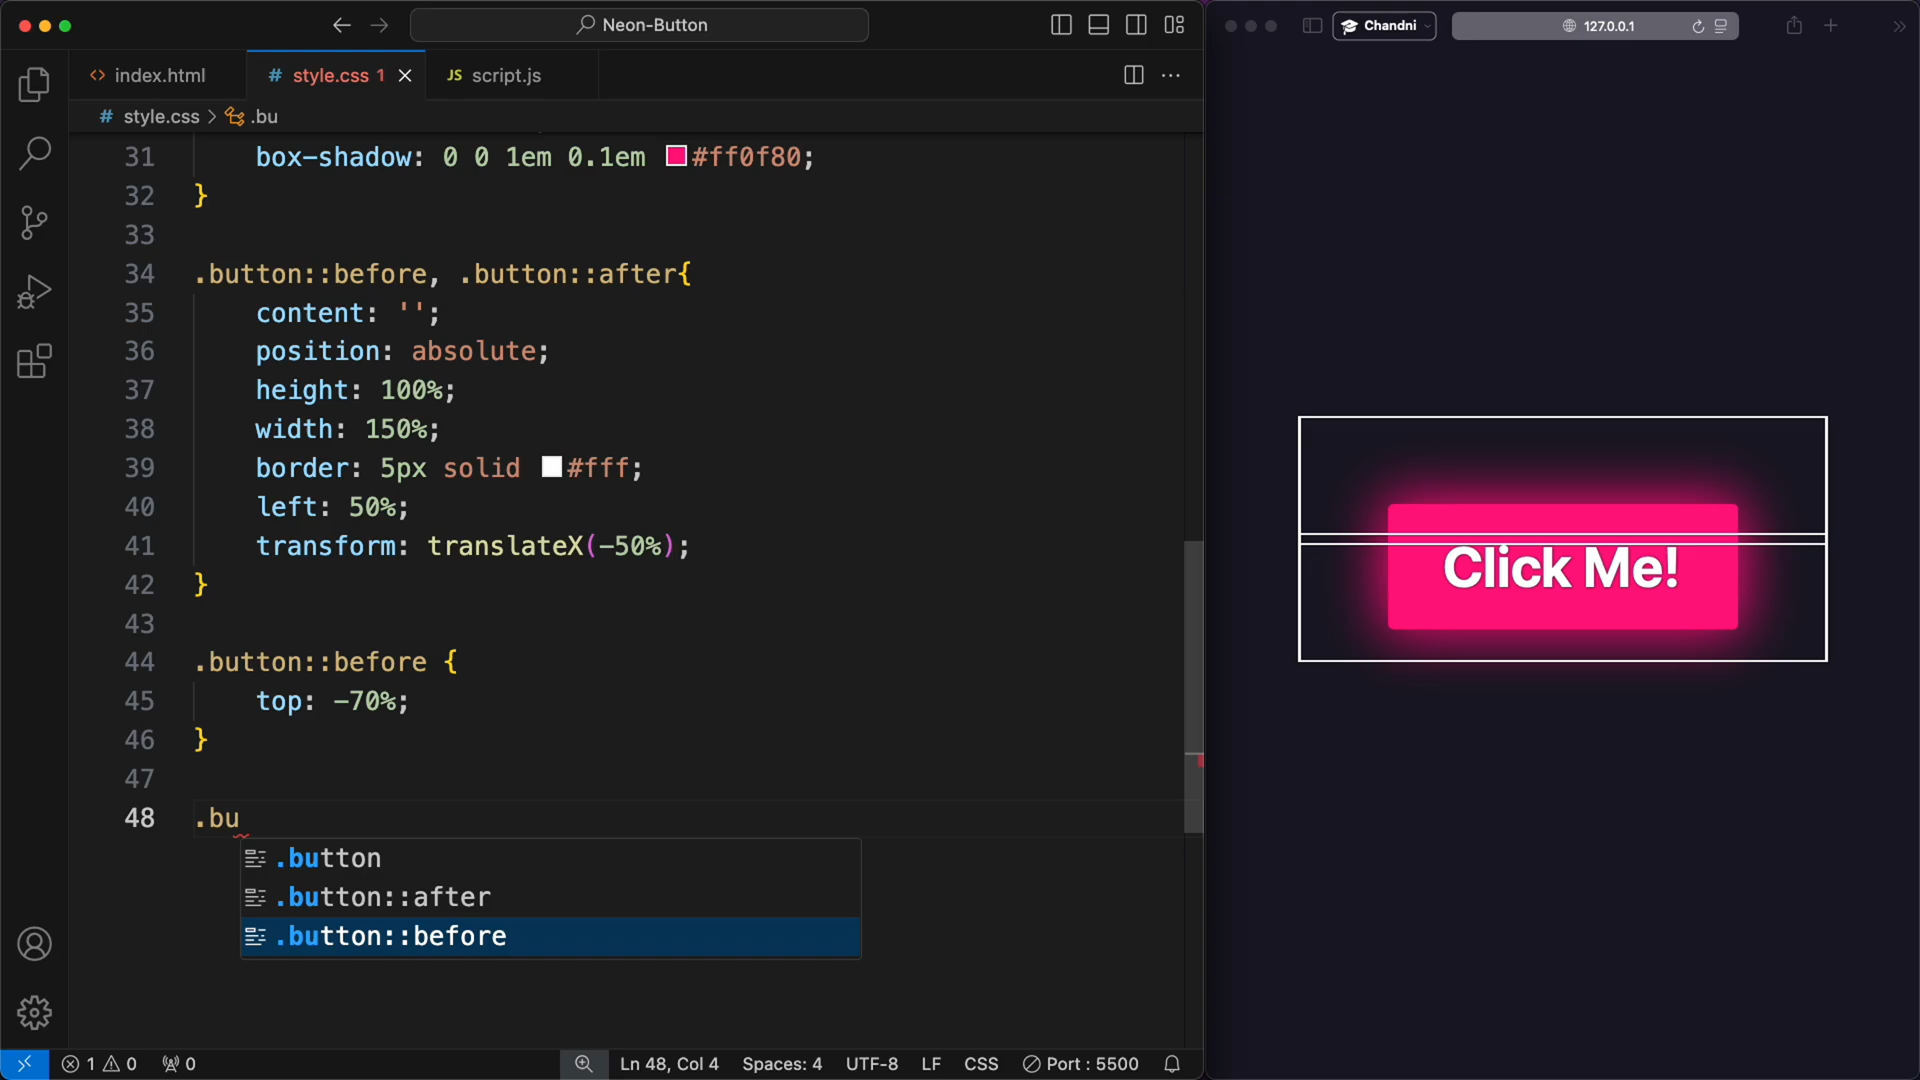 Neon-Button
Chandni
127.0.0.1
index.html
# style.css 1
JS script.js
# style.css > .bu
31 box-shadow: 0 0 1em 0.1em #ff0f80;
32 }
33
34 .button::before, .button::after{
35 content: '';
36 position: absolute;
37 height: 100%;
38 width: 150%;
39 border: 5px solid #fff;
40 left: 50%;
41 transform: translateX(-50%);
42 }
43
44 .button::before {
45 top: -70%;
46 }
47
48 .bu
.button
.button::after
.button::before
Click Me!
1 0 0 Ln 48, Col 4 Spaces: 4 UTF-8 LF CSS Port : 5500